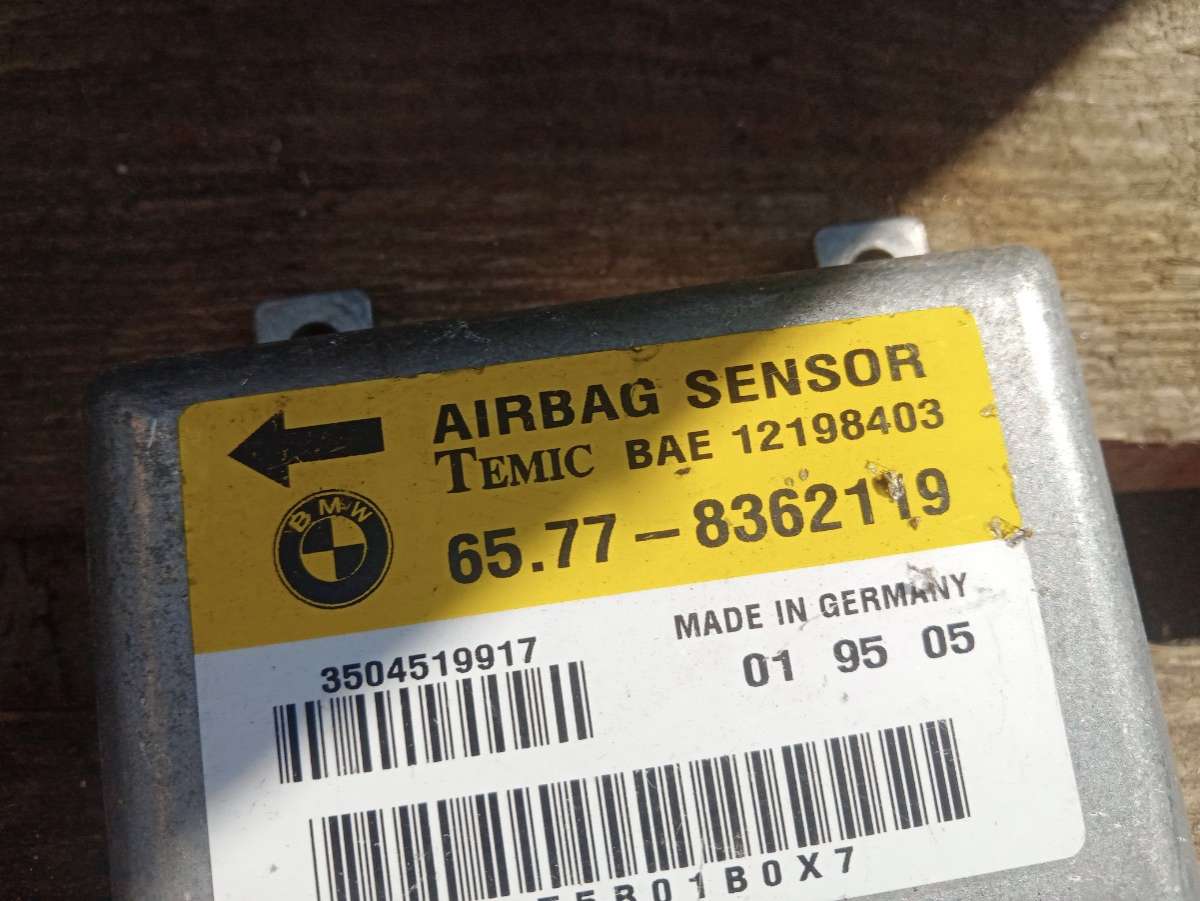 AIRBAG SENSOR
TEMIC BAE 12198403
BMW
65.77-8362119
MADE IN GERMANY
3504519917
01 95 05